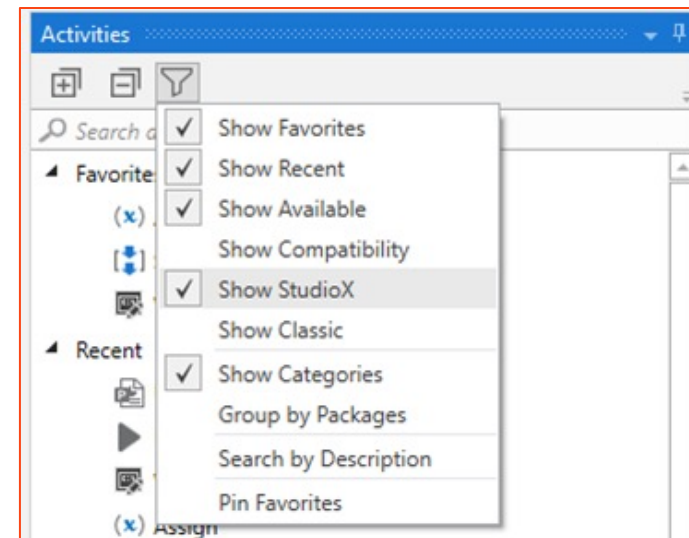 Activities
Search a
Show Favorites
Favorite
Show Recent
Show Available
Show Compatibility
Show StudioX
Show Classic
Recent
Show Categories
Group by Packages
Search by Description
Pin Favorites
(x) Assign